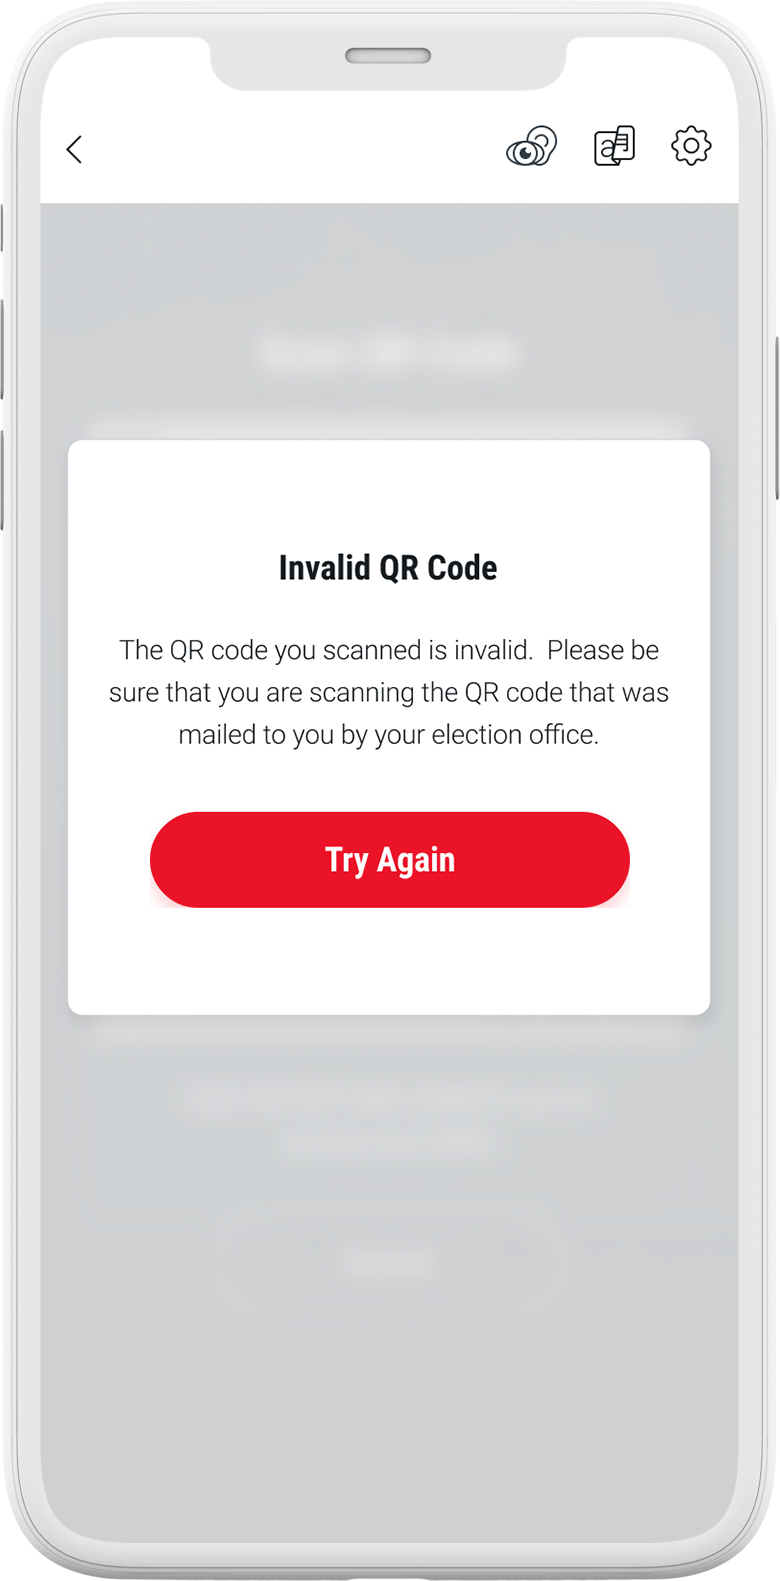 Invalid QR Code
The QR code you scanned is invalid.  Please be
sure that you are scanning the QR code that was
mailed to you by your election office.
Try Again